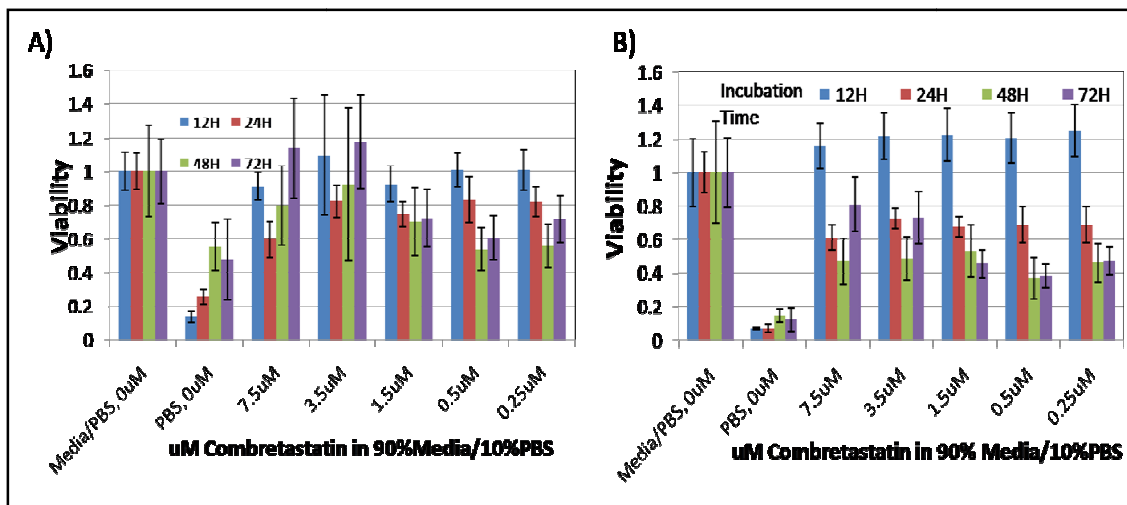 A)
1.6
1.4
1.2
1
0.8
0.6
0.4
0.2
0
Viability
12H 24H
48H 72H
Media/PBS, 0uM
PBS, 0uM
7.5uM
3.5uM
1.5uM
0.5uM
0.25uM
uM Combretastatin in 90%Media/10%PBS
B)
1.6
1.4
1.2
1
0.8
0.6
0.4
0.2
0
Viability
Incubation 12H 24H 48H 72H
Time
Media/PBS, 0uM
PBS, 0uM
7.5uM
3.5uM
1.5uM
0.5uM
0.25uM
uM Combretastatin in 90% Media/10%PBS